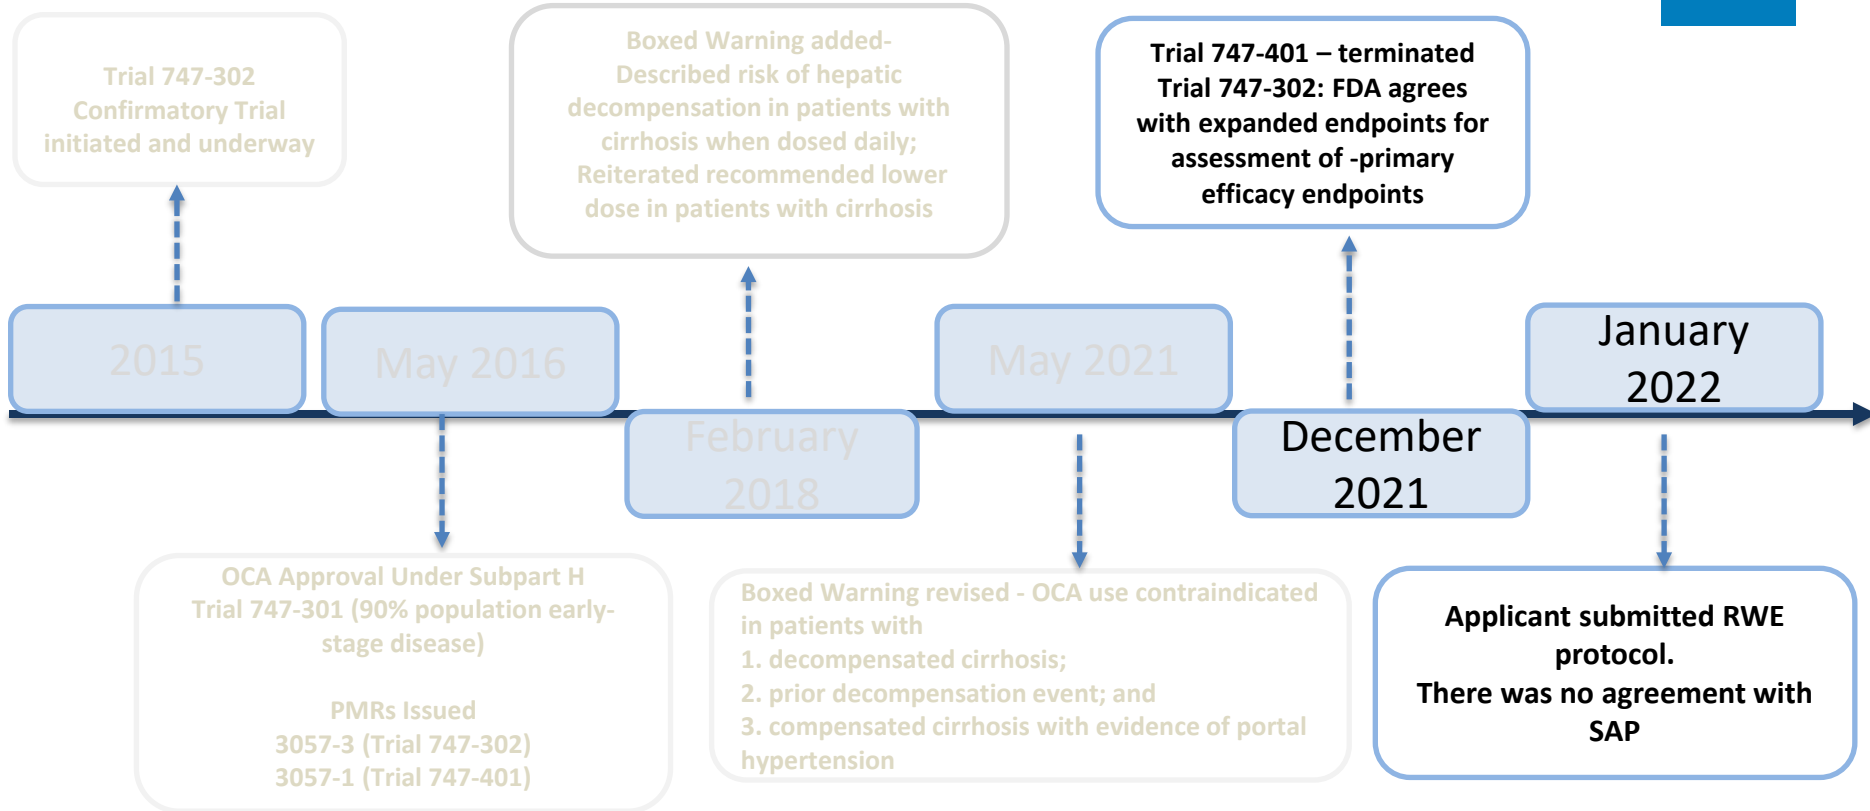 Trial 747-302
Confirmatory Trial
initiated and underway
Boxed Warning added-
Described risk of hepatic
decompensation in patients with
cirrhosis when dosed daily;
Reiterated recommended lower
dose in patients with cirrhosis
Trial 747-401 – terminated
Trial 747-302: FDA agrees
with expanded endpoints for
assessment of -primary
efficacy endpoints
2015
May 2016
February
2018
May 2021
December
2021
January
2022
OCA Approval Under Subpart H
Trial 747-301 (90% population early-
stage disease)
PMRs Issued
3057-3 (Trial 747-302)
3057-1 (Trial 747-401)
Boxed Warning revised - OCA use contraindicated
in patients with
1. decompensated cirrhosis;
2. prior decompensation event; and
3. compensated cirrhosis with evidence of portal
hypertension
Applicant submitted RWE
protocol.
There was no agreement with
SAP